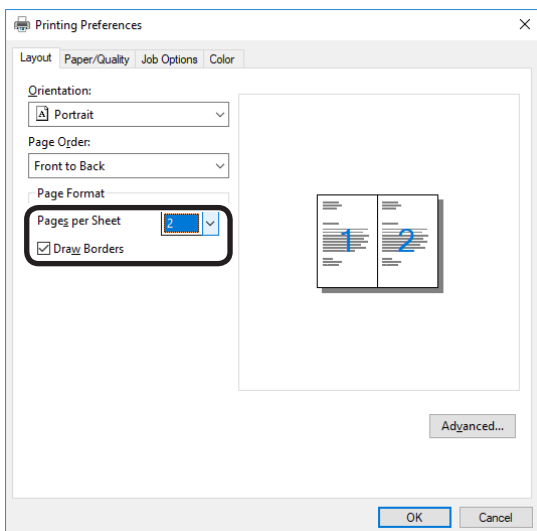 Printing Preferences
Layout Paper/Quality Job Options Color
Orientation:
A Portrait
Page Order:
Front to Back
Page Format
Pages per Sheet 2
Draw Borders
1 2
Advanced...
OK Cancel